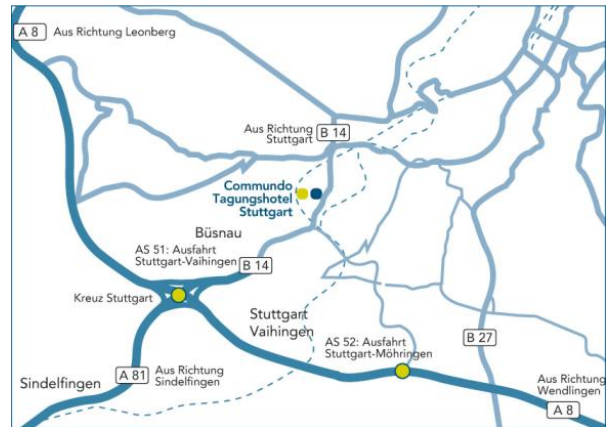 A 8
Aus Richtung Leonberg
Aus Richtung
Stuttgart
B 14
Commundo
Tagungshotel
Stuttgart
Büsnau
AS 51: Ausfahrt
Stuttgart-Vaihingen
B 14
Kreuz Stuttgart
Stuttgart
Vaihingen
AS 52: Ausfahrt
Stuttgart-Möhringen
B 27
A 81
Aus Richtung
Sindelfingen
Sindelfingen
Aus Richtung
Wendlingen
A 8